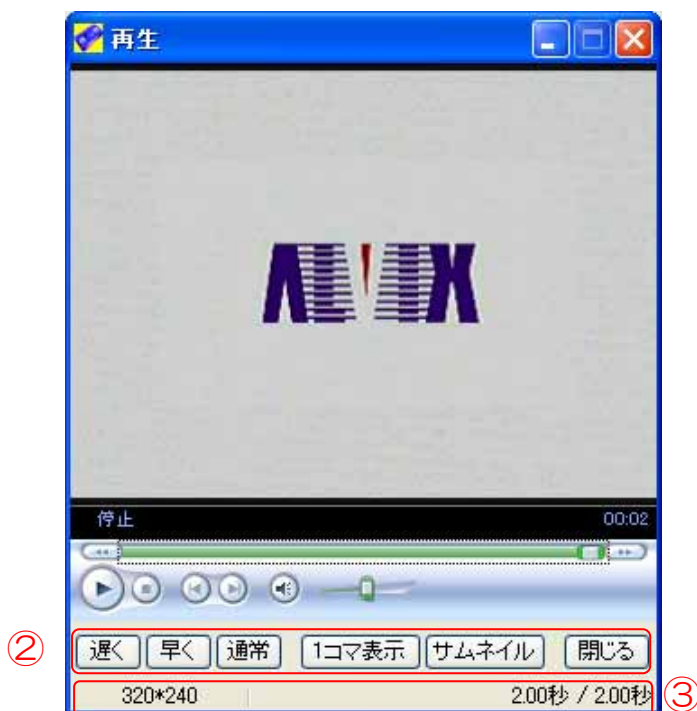 再生
AVIX
停止 00:02
② 遅く 早く 通常 1コマ表示 サムネイル 閉じる
320*240 2.00秒 / 2.00秒 ③